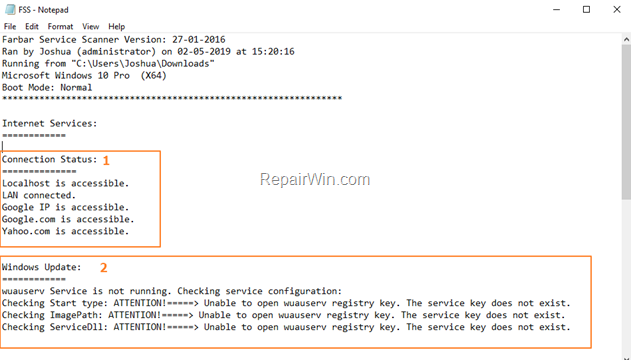 FSS - Notepad
File Edit Format View Help
Farbar Service Scanner Version: 27-01-2016
Ran by Joshua (administrator) on 02-05-2019 at 15:20:16
Running from "C:\Users\Joshua\Downloads"
Microsoft Windows 10 Pro  (X64)
Boot Mode: Normal
****************************************************************
Internet Services:
============
Connection Status: 1
==============
Localhost is accessible.
LAN connected.
Google IP is accessible.
Google.com is accessible.
Yahoo.com is accessible.
RepairWin.com
Windows Update: 2
============
wuauserv Service is not running. Checking service configuration:
Checking Start type: ATTENTION!=====> Unable to open wuauserv registry key. The service key does not exist.
Checking ImagePath: ATTENTION!=====> Unable to open wuauserv registry key. The service key does not exist.
Checking ServiceDll: ATTENTION!=====> Unable to open wuauserv registry key. The service key does not exist.